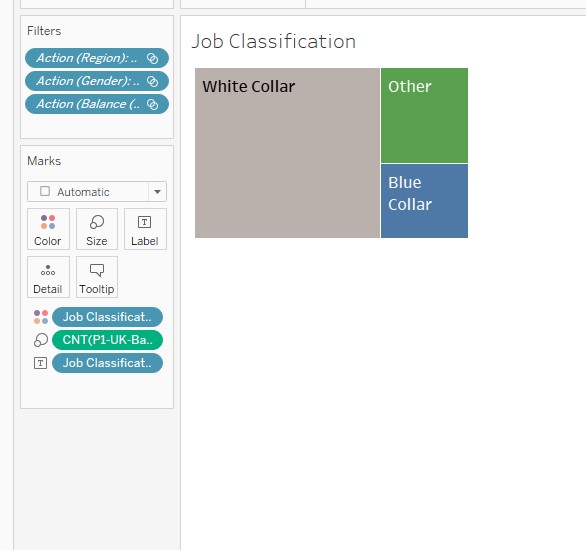 Filters
Action (Region): ..
Action (Gender): ..
Action (Balance (..
Marks
Automatic
Color
Size
T
Label
Detail
Tooltip
Job Classificat..
CNT(P1-UK-Ba..
T
Job Classificat..
Job Classification
White Collar
Other
Blue
Collar